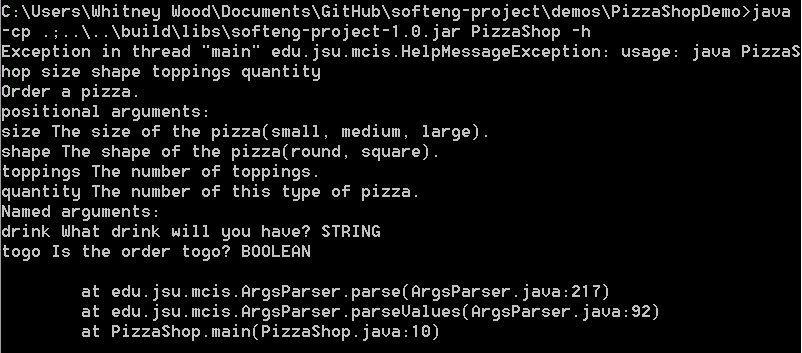 C:\Users\Whitney Wood\Documents\GitHub\softeng-project\demos\PizzaShopDemo>java
-cp .;..\..\build\libs\softeng-project-1.0.jar PizzaShop -h
Exception in thread "main" edu.jsu.mcis.HelpMessageException: usage: java PizzaS
hop size shape toppings quantity
Order a pizza.
positional arguments:
size The size of the pizza(small, medium, large).
shape The shape of the pizza(round, square).
toppings The number of toppings.
quantity The number of this type of pizza.
Named arguments:
drink What drink will you have? STRING
togo Is the order togo? BOOLEAN
at edu.jsu.mcis.ArgsParser.parse(ArgsParser.java:217)
at edu.jsu.mcis.ArgsParser.parseValues(ArgsParser.java:92)
at PizzaShop.main(PizzaShop.java:10)